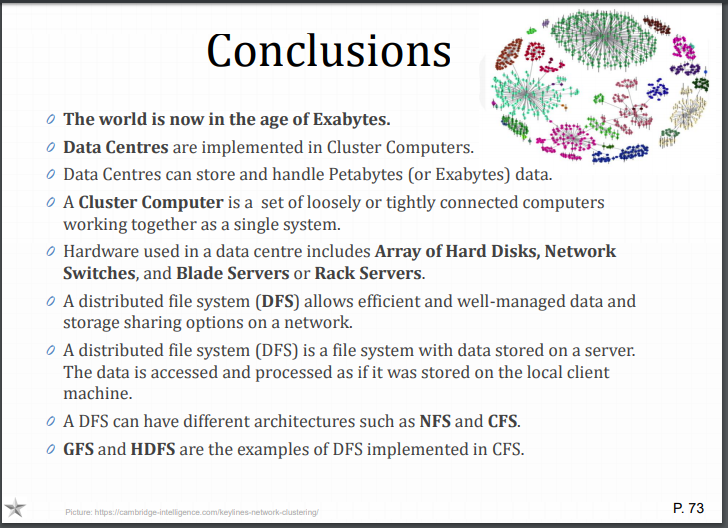 Conclusions
The world is now in the age of Exabytes.
Data Centres are implemented in Cluster Computers.
Data Centres can store and handle Petabytes (or Exabytes) data.
A Cluster Computer is a set of loosely or tightly connected computers
working together as a single system.
Hardware used in a data centre includes Array of Hard Disks, Network
Switches, and Blade Servers or Rack Servers.
A distributed file system (DFS) allows efficient and well-managed data and
storage sharing options on a network.
A distributed file system (DFS) is a file system with data stored on a server.
The data is accessed and processed as if it was stored on the local client
machine.
A DFS can have different architectures such as NFS and CFS.
GFS and HDFS are the examples of DFS implemented in CFS.
Picture: https://cambridge-intelligence.com/keylines-network-clustering/
P. 73